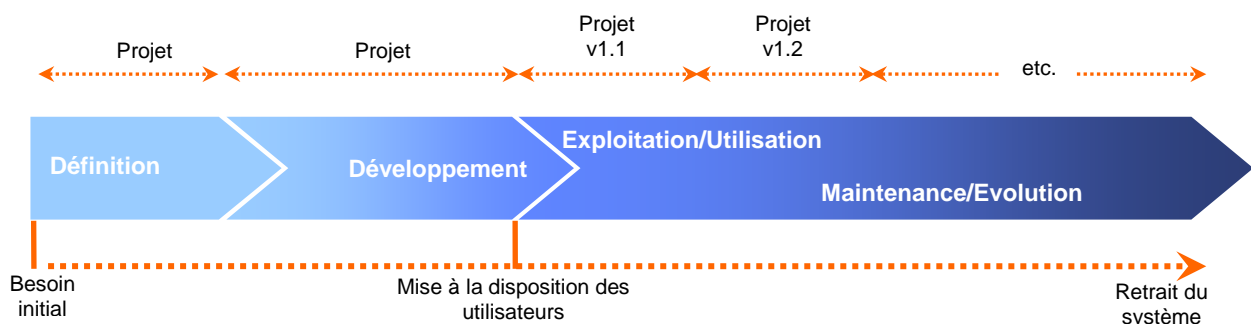 Projet
Projet
Projet
v1.1
Projet
v1.2
etc.
Définition
Développement
Exploitation/Utilisation
Maintenance/Evolution
Besoin
initial
Mise à la disposition des
utilisateurs
Retrait du
système